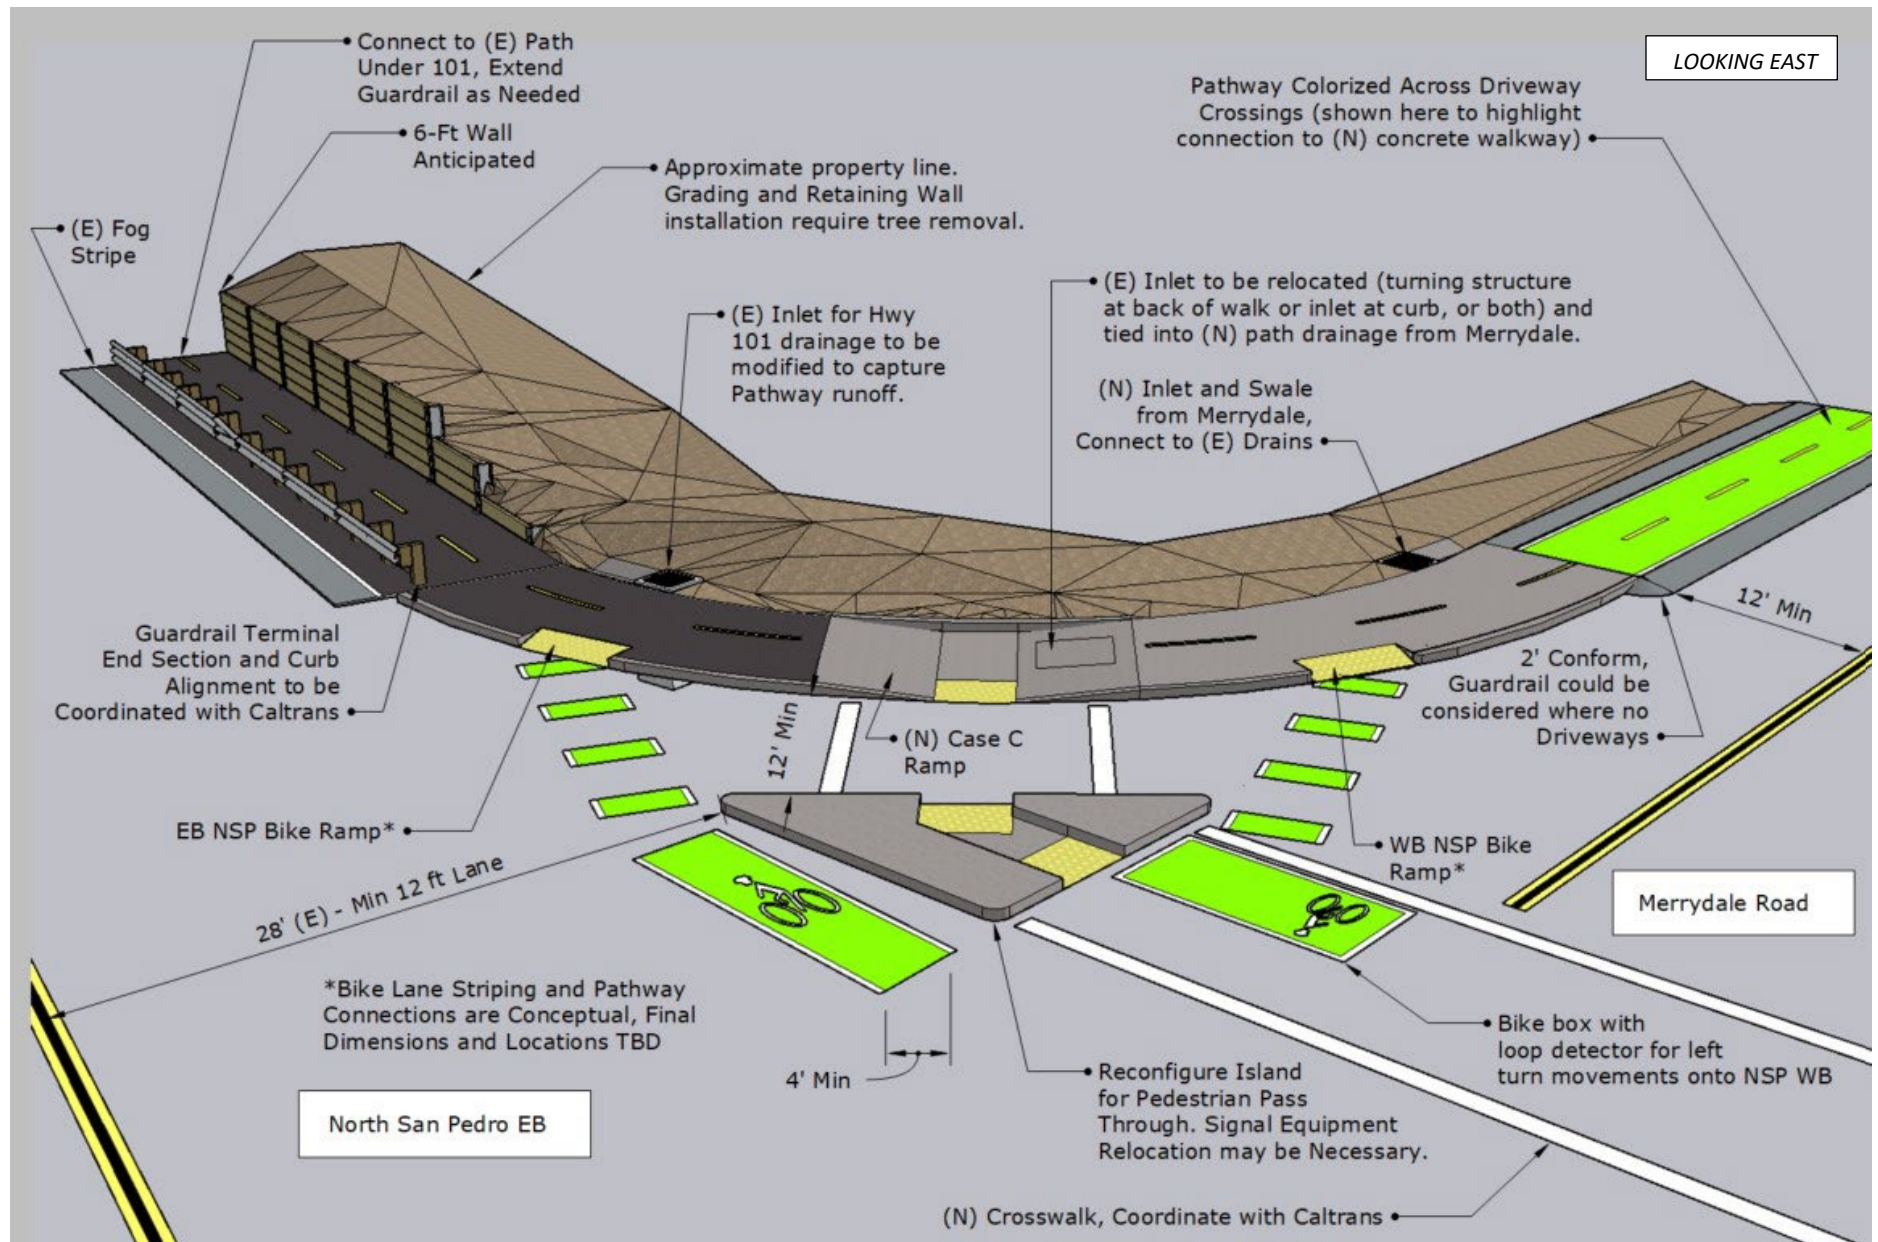 LOOKING EAST
Connect to (E) Path
Under 101, Extend
Guardrail as Needed
6-Ft Wall
Anticipated
Approximate property line.
Grading and Retaining Wall
installation require tree removal.
Pathway Colorized Across Driveway
Crossings (shown here to highlight
connection to (N) concrete walkway)
(E) Fog
Stripe
(E) Inlet for Hwy
101 drainage to be
modified to capture
Pathway runoff.
(E) Inlet to be relocated (turning structure
at back of walk or inlet at curb, or both) and
tied into (N) path drainage from Merrydale.
(N) Inlet and Swale
from Merrydale,
Connect to (E) Drains
12' Min
Guardrail Terminal
End Section and Curb
Alignment to be
Coordinated with Caltrans
2' Conform,
Guardrail could be
considered where no
Driveways
12' Min
(N) Case C
Ramp
EB NSP Bike Ramp*
WB NSP Bike
Ramp*
28' (E) - Min 12 ft Lane
Merrydale Road
*Bike Lane Striping and Pathway
Connections are Conceptual, Final
Dimensions and Locations TBD
4' Min
Bike box with
loop detector for left
turn movements onto NSP WB
Reconfigure Island
for Pedestrian Pass
Through. Signal Equipment
Relocation may be Necessary.
North San Pedro EB
(N) Crosswalk, Coordinate with Caltrans